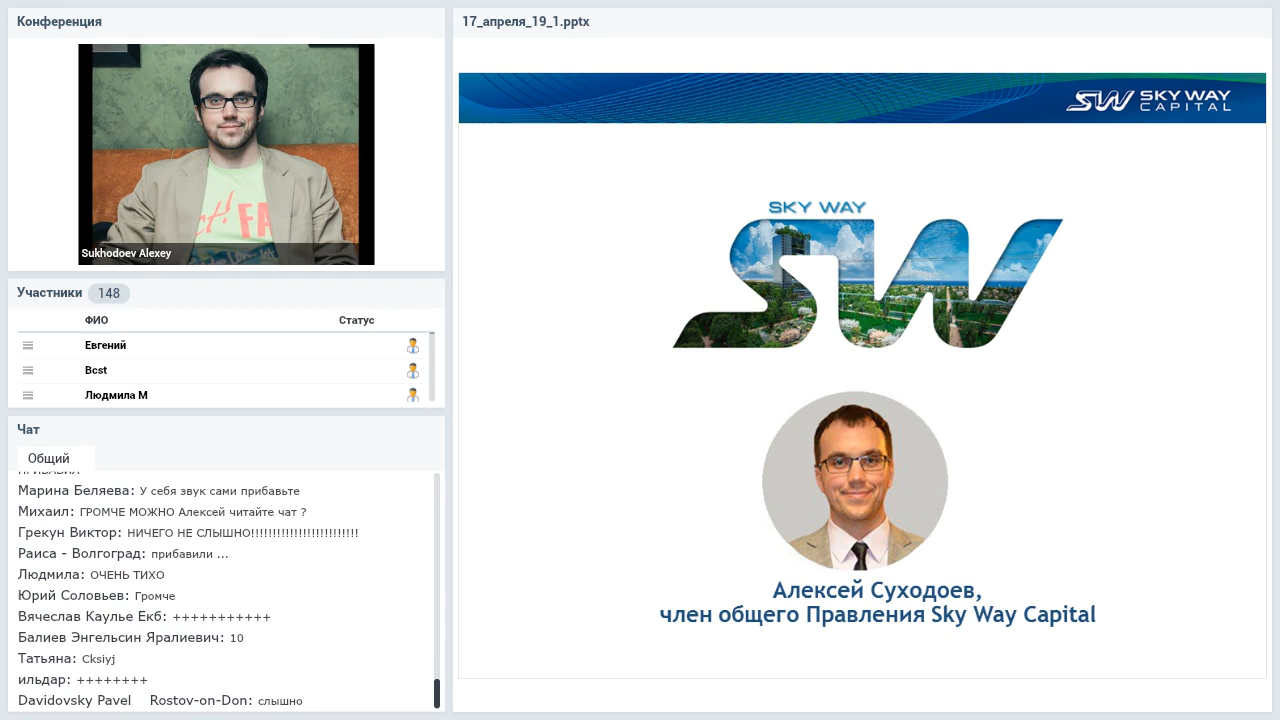 Конференция
Sukhodoev Alexey
Участники 148
ФИО Статус
Евгений
Bcst
Людмила М
Чат
Общий
Марина Беляева: У себя звук сами прибавьте
Михаил: ГРОМЧЕ МОЖНО Алексей читайте чат ?
Грекун Виктор: НИЧЕГО НЕ СЛЫШНО!!!!!!!!!!!!!!!!!!!!!!!!!
Раиса - Волгоград: прибавили ...
Людмила: ОЧЕНЬ ТИХО
Юрий Соловьев: Громче
Вячеслав Каулье Екб: +++++++++++
Балиев Энгельсин Яралиевич: 10
Татьяна: Cksiyj
ильдар: ++++++++
Davidovsky Pavel Rostov-on-Don: слышно
17_апреля_19_1.pptx
SW SKY WAY
CAPITAL
SKY WAY
SW
Алексей Суходоев,
член общего Правления Sky Way Capital